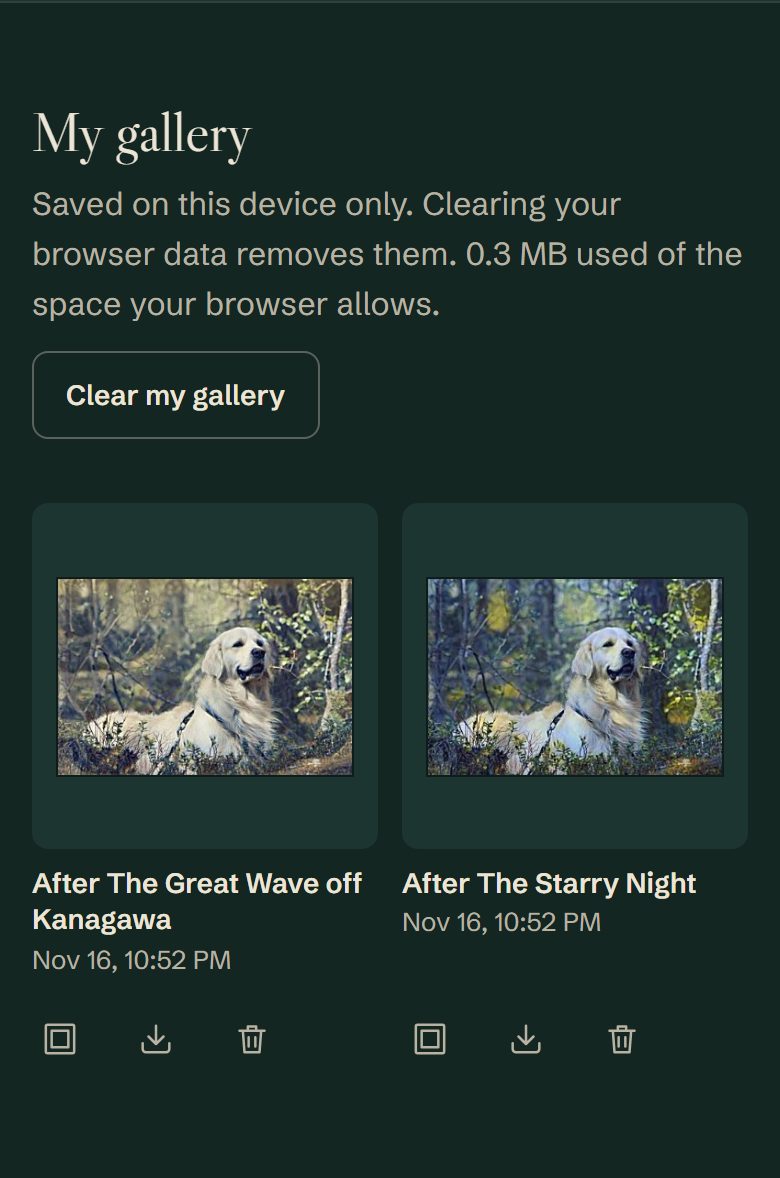 My gallery
Saved on this device only. Clearing your
browser data removes them. 0.3 MB used of the
space your browser allows.
Clear my gallery
After The Great Wave off
Kanagawa
Nov 16, 10:52 PM
After The Starry Night
Nov 16, 10:52 PM